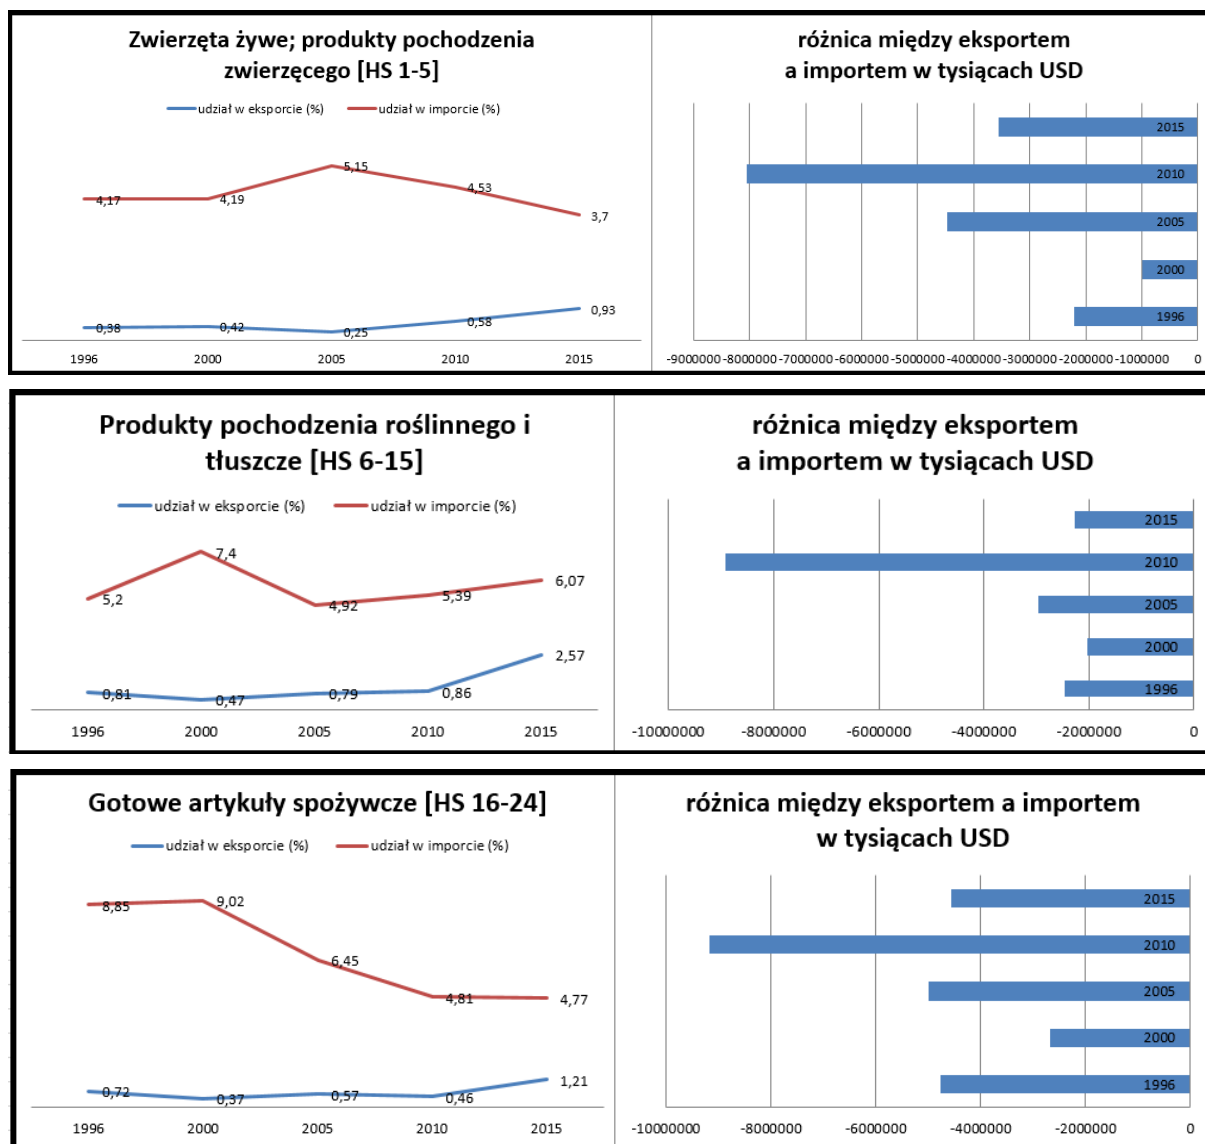 Zwierzęta żywe; produkty pochodzenia
zwierzęcego [HS 1-5]
udział w eksporcie (%) udział w imporcie (%)
4,17 4,19 5,15 4,53 3,7
0,38 0,42 0,25 0,58 0,93
1996 2000 2005 2010 2015
różnica między eksportem
a importem w tysiącach USD
2015
2010
2005
2000
1996
-9000000 -8000000 -7000000 -6000000 -5000000 -4000000 -3000000 -2000000 -1000000 0
Produkty pochodzenia roślinnego i
tłuszcze [HS 6-15]
udział w eksporcie (%) udział w imporcie (%)
5,2 7,4 4,92 5,39 6,07
0,81 0,47 0,79 0,86 2,57
1996 2000 2005 2010 2015
różnica między eksportem
a importem w tysiącach USD
2015
2010
2005
2000
1996
-10000000 -8000000 -6000000 -4000000 -2000000 0
Gotowe artykuły spożywcze [HS 16-24]
udział w eksporcie (%) udział w imporcie (%)
8,85 9,02 6,45 4,81 4,77
0,72 0,37 0,57 0,46 1,21
1996 2000 2005 2010 2015
różnica między eksportem a importem
w tysiącach USD
2015
2010
2005
2000
1996
-10000000 -8000000 -6000000 -4000000 -2000000 0